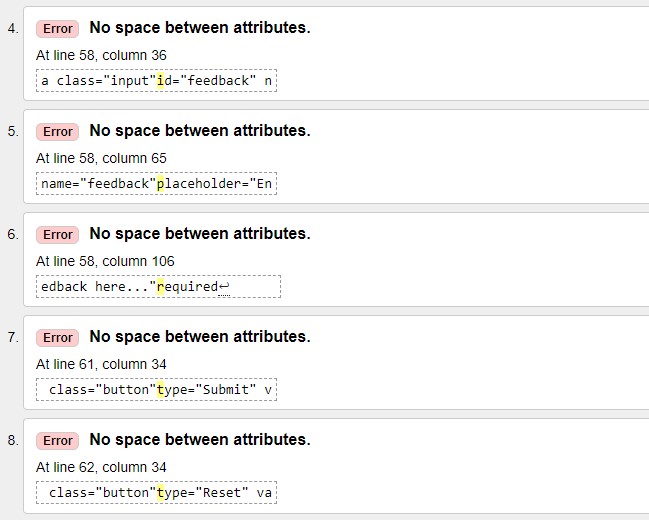 4. Error No space between attributes.
At line 58, column 36
a class="input"id="feedback" n
5. Error No space between attributes.
At line 58, column 65
name="feedback"placeholder="En
6. Error No space between attributes.
At line 58, column 106
edback here..."required↩
7. Error No space between attributes.
At line 61, column 34
class="button"type="Submit" v
8. Error No space between attributes.
At line 62, column 34
class="button"type="Reset" va